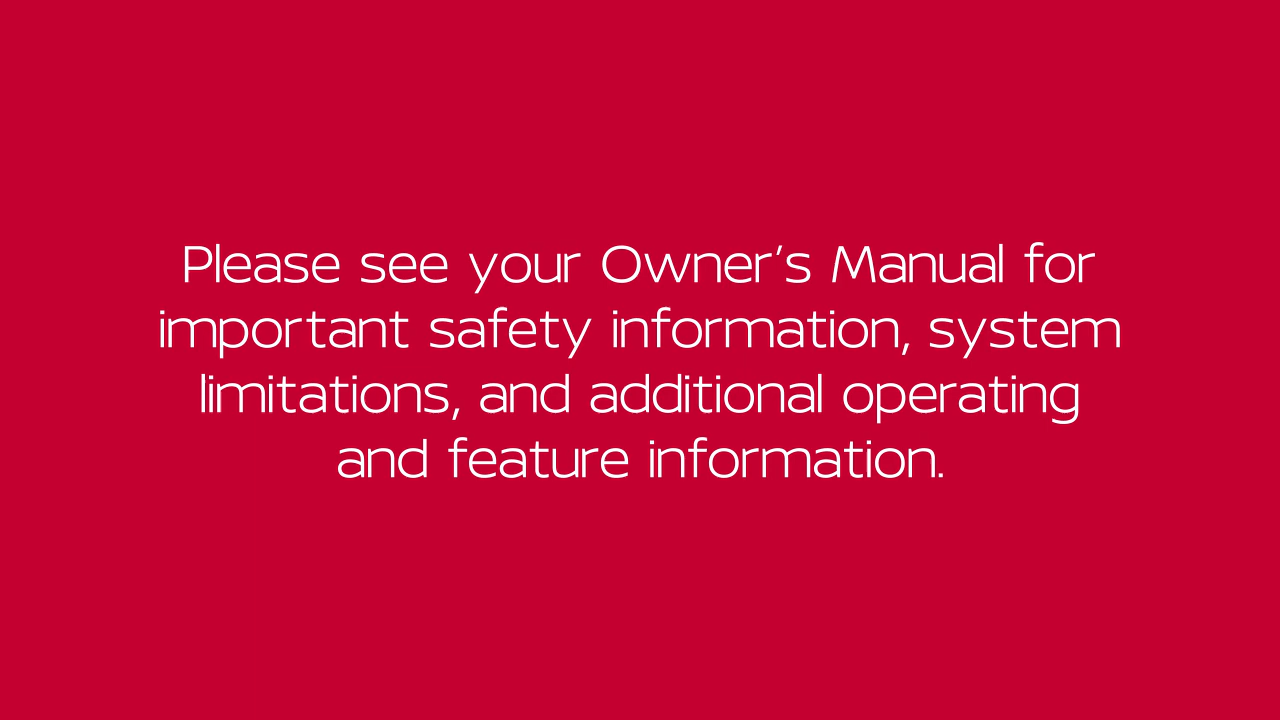 Please see your Owner’s Manual for
important safety information, system
limitations, and additional operating
and feature information.